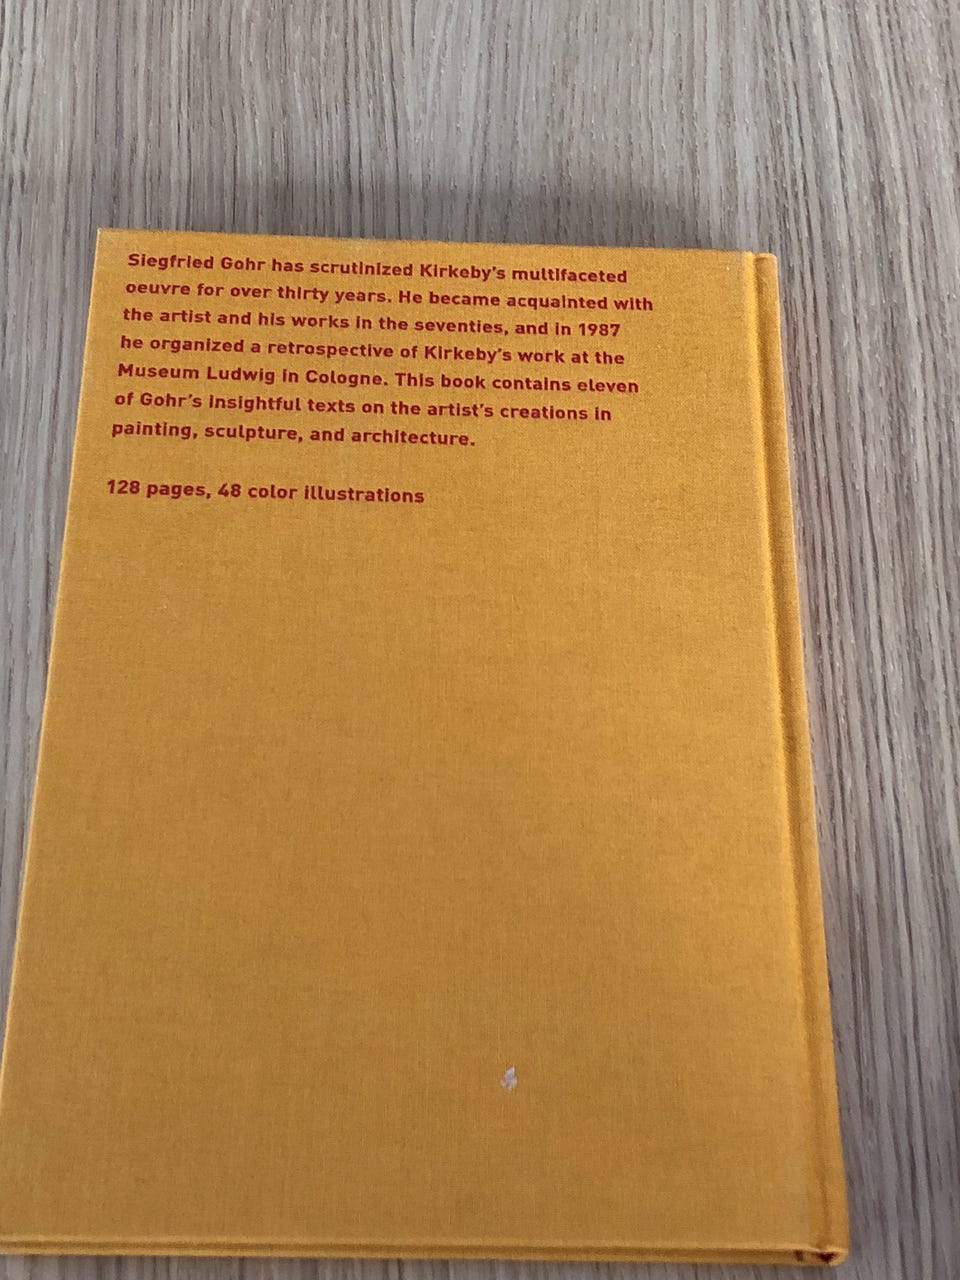 Siegfried Gohr has scrutinized Kirkeby's multifaceted
oeuvre for over thirty years. He became acquainted with
the artist and his works in the seventies, and in 1987
he organized a retrospective of Kirkeby's work at the
Museum Ludwig in Cologne. This book contains eleven
of Gohr's insightful texts on the artist's creations in
painting, sculpture, and architecture.
128 pages, 48 color illustrations